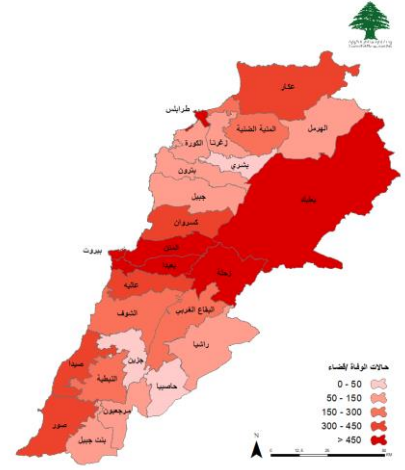 عكار
طرابلس
المنية الضنية
الهرمل
زغرتا
الكورة
بشري
بترون
بعلبك
جبيل
كسروان
المتن
بيروت
بعبدا
زحلة
عاليه
الشوف
البقاع الغربي
راشيا
جزين
صيدا
النبطية
حاصبيا
مرجعيون
صور
بنت جبيل
حالات الوفاة /قضاء
0 - 50
50 - 150
150 - 300
300 - 450
> 450
N